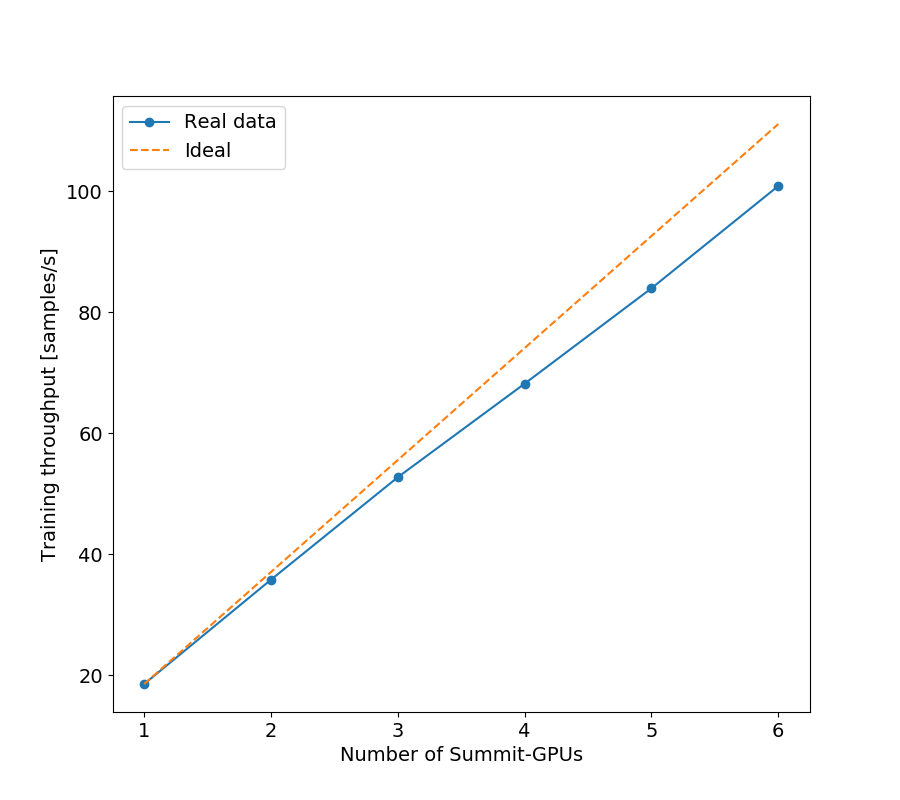 Real data
Ideal
100
80
60
40
20
Training throughput [samples/s]
1 2 3 4 5 6
Number of Summit-GPUs